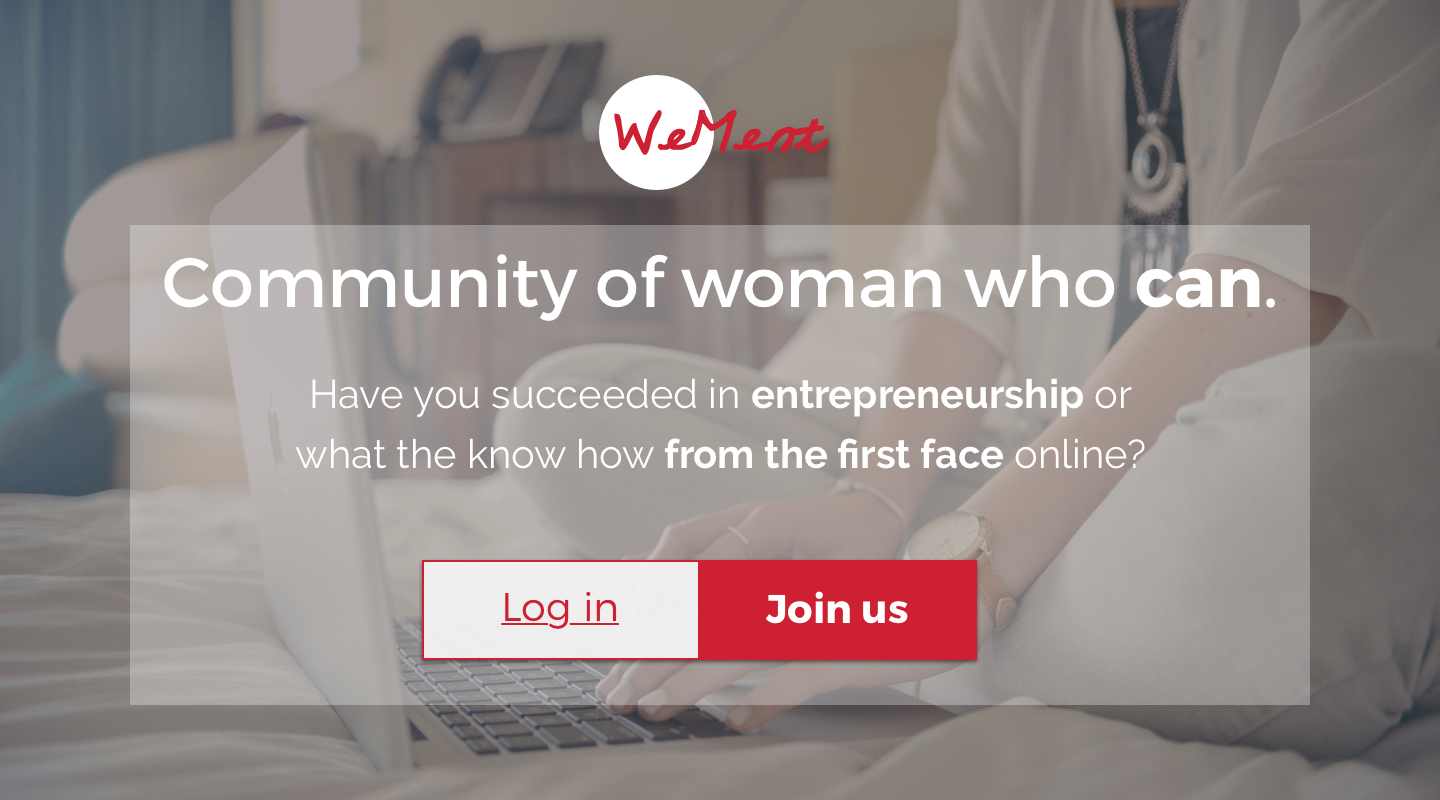 WeMent
Community of woman who can.
Have you succeeded in entrepreneurship or
what the know how from the first face online?
Log in
Join us